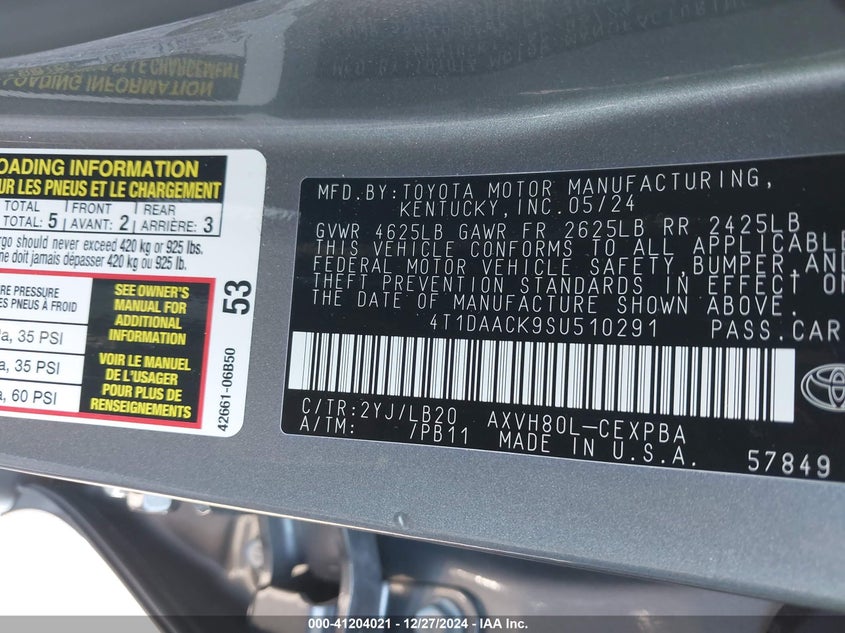 OADING INFORMATION
UR LES PNEUS ET LE CHARGEMENT
TOTAL FRONT REAR
TOTAL: 5 AVANT: 2 ARRIÈRE: 3
rgo should never exceed 420 kg or 925 lbs.
ne doit jamais dépasser 420 kg ou 925 lb.
RE PRESSURE
ES PNEUS À FROID
a, 35 PSI
a, 35 PSI
a, 60 PSI
SEE OWNER'S
MANUAL FOR
ADDITIONAL
INFORMATION
VOIR LE MANUEL
DE L'USAGER
POUR PLUS DE
RENSEIGNEMENTS
53
42661-06B50
MFD.BY:TOYOTA MOTOR MANUFACTURING,
KENTUCKY, INC.05/24
GVWR 4625LB GAWR FR 2625LB RR 2425LB
THIS VEHICLE CONFORMS TO ALL APPLICABLE
FEDERAL MOTOR VEHICLE SAFETY,BUMPER,AND
THEFT PREVENTION STANDARDS IN EFFECT ON
THE DATE OF MANUFACTURE SHOWN ABOVE.
4T1DAACK9SU510291 PASS.CAR
C/TR:2YJ/LB20 AXVH80L-CEXPBA
A/TM: /PB11 MADE IN U.S.A.
57849
000-41204021 - 12/27/2024 - IAA Inc.